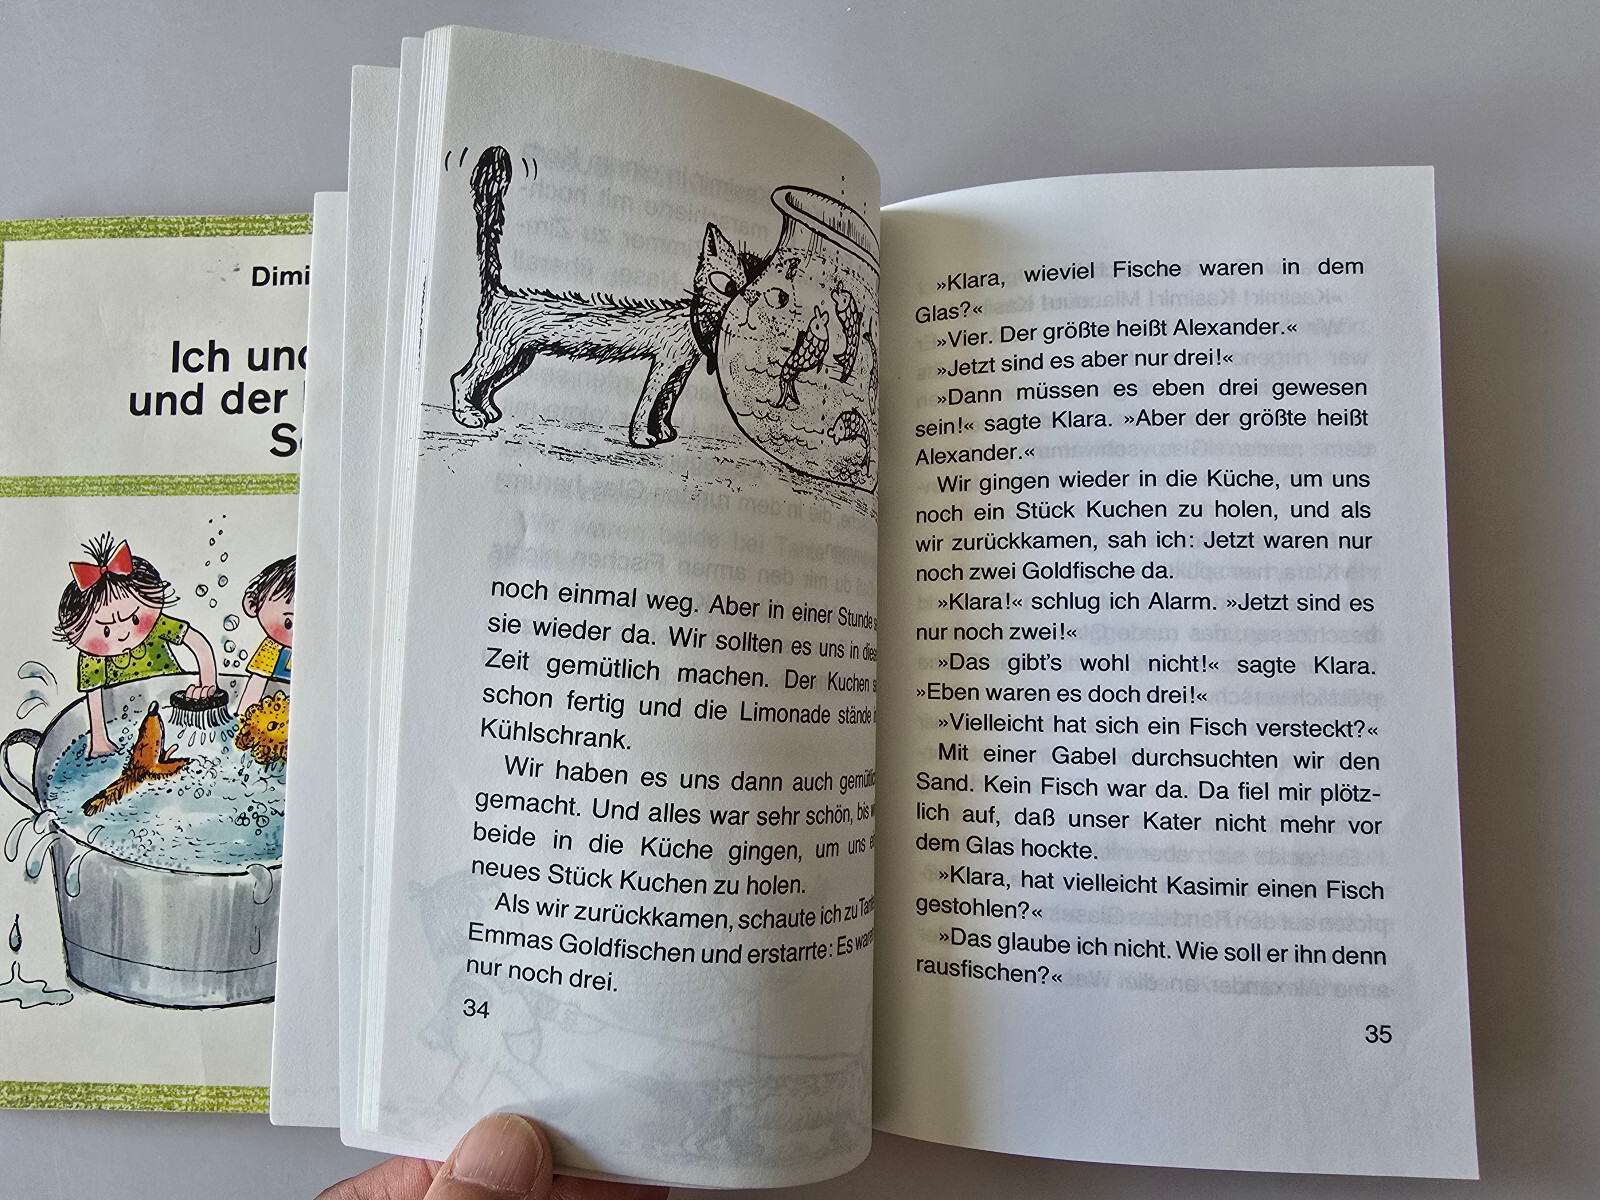 Dimi
Ich und
und der
noch einmal weg. Aber in einer Stunde
sie wieder da. Wir sollten es uns in
Zeit gemütlich machen. Der Kuchen
schon fertig und die Limonade stände
Kühlschrank.
Wir haben es uns dann auch
gemacht. Und alles war sehr schön, bis
beide in die Küche gingen, um uns
neues Stück Kuchen zu holen.
Als wir zurückkamen, schaute ich zu
Emmas Goldfischen und erstarrte: Es
nur noch drei.
34
»Klara, wieviel Fische waren in dem
Glas?«
»Vier. Der größte heißt Alexander.«
»Jetzt sind es aber nur drei!«
»Dann müssen es eben drei gewesen
sein!« sagte Klara. »Aber der größte heißt
Alexander.«
Wir gingen wieder in die Küche, um uns
noch ein Stück Kuchen zu holen, und als
wir zurückkamen, sah ich: Jetzt waren nur
noch zwei Goldfische da.
»Klara!« schlug ich Alarm. »Jetzt sind es
nur noch zwei!«
»Das gibt's wohl nicht!« sagte Klara.
»Eben waren es doch drei!«
»Vielleicht hat sich ein Fisch versteckt?«
Mit einer Gabel durchsuchten wir den
Sand. Kein Fisch war da. Da fiel mir plötz-
lich auf, daß unser Kater nicht mehr vor
dem Glas hockte.
»Klara, hat vielleicht Kasimir einen Fisch
gestohlen?«
»Das glaube ich nicht. Wie soll er ihn denn
rausfischen?«
35